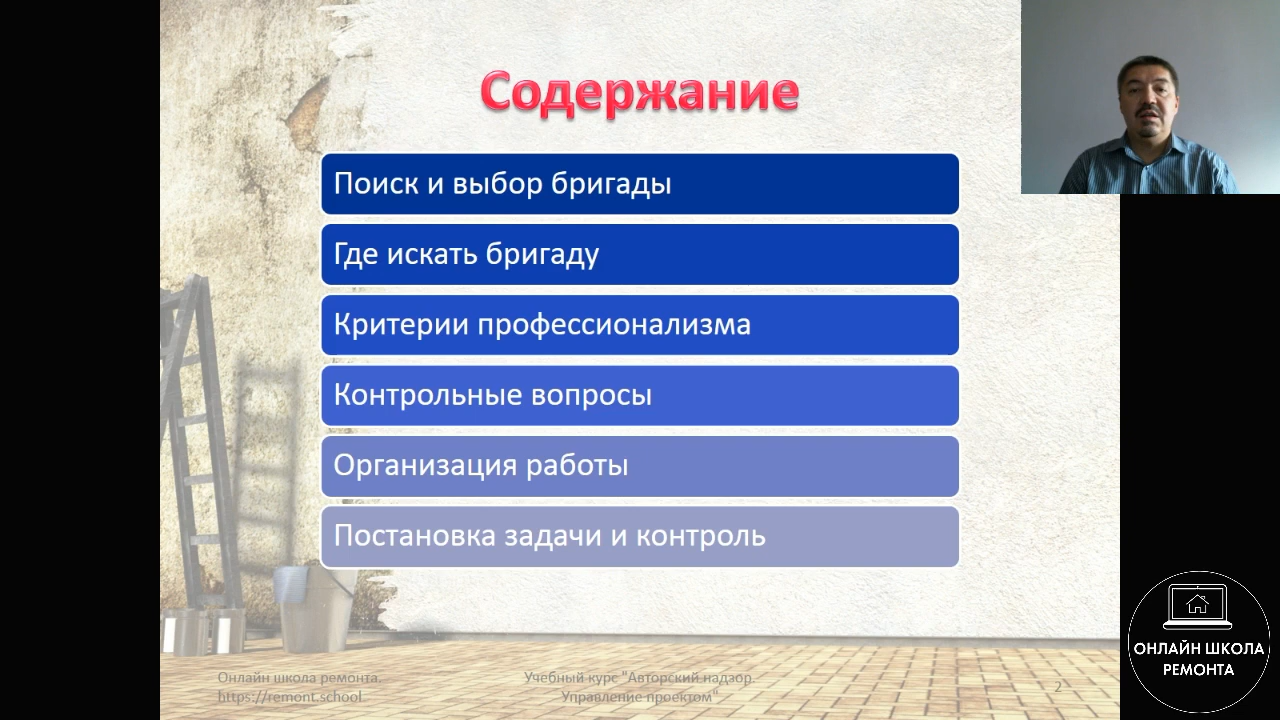 Содержание
Поиск и выбор бригады
Где искать бригаду
Критерии профессионализма
Контрольные вопросы
Организация работы
Постановка задачи и контроль
Онлайн школа ремонта.
https://remont.school
Учебный курс "Авторский надзор
Управление проектом"
2
ОНЛАЙН ШКОЛА
РЕМОНТА